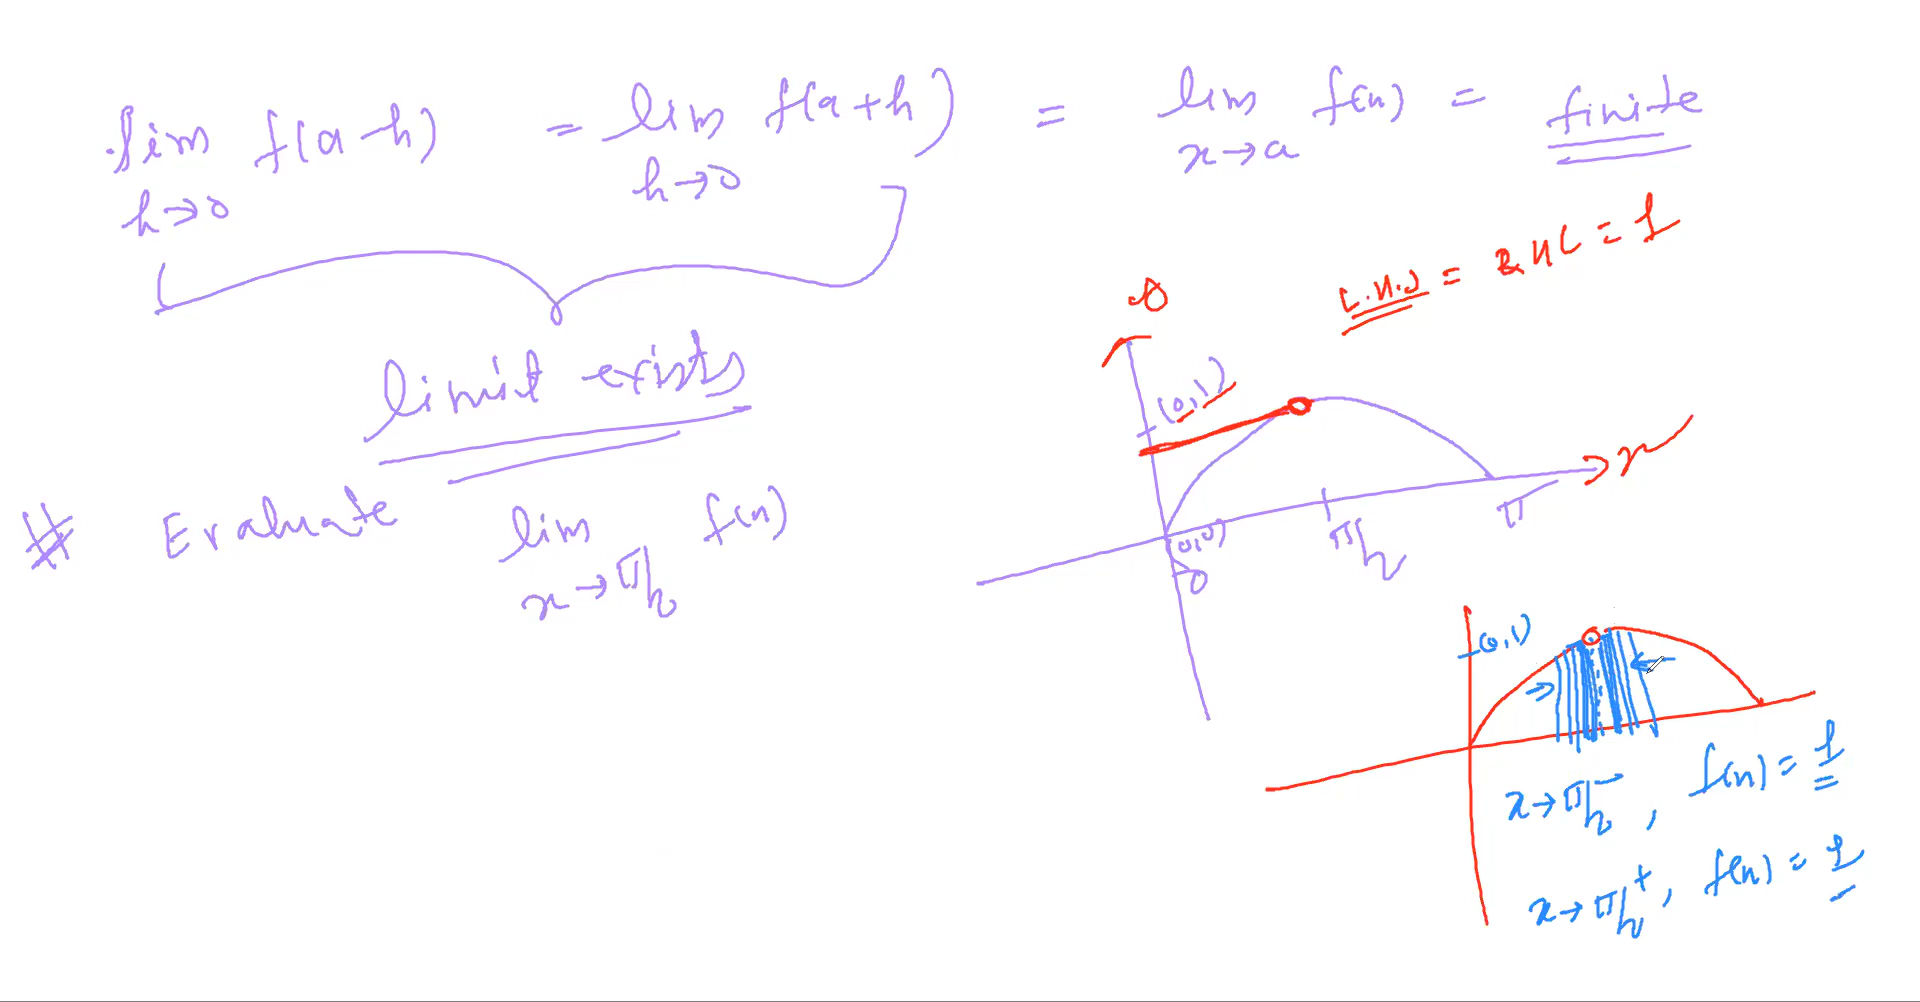 lim f(a-h) = lim f(a+h) = lim f(x) = finite
h→0 h→0 x→a
L.H.L = RHL = 1
limit exists
(0,1)
x
(0,0)
0
π/2
π
# Evaluate lim f(x)
x→π/2
(0,1)
x→π/2⁻, f(x) = 1
x→π/2⁺, f(x) = 1